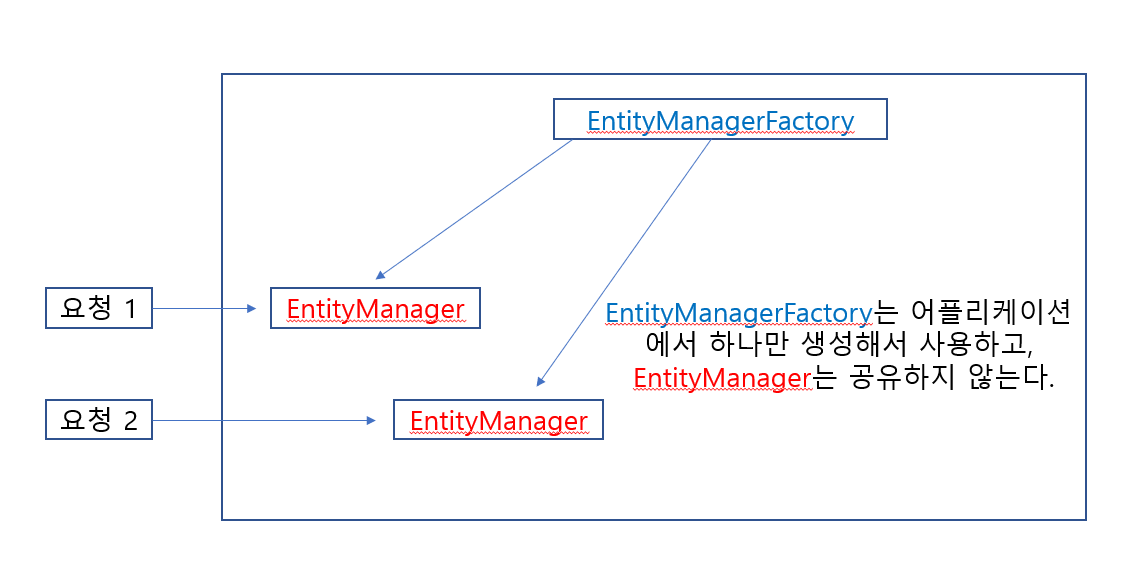 EntityManagerFactory
요청 1
EntityManager
EntityManagerFactory는 어플리케이션
에서 하나만 생성해서 사용하고,
EntityManager는 공유하지 않는다.
요청 2
EntityManager